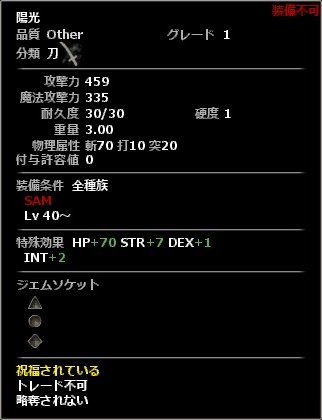 装備不可
陽光
品質 Other グレード 1
分類 刀
攻撃力 459
魔法攻撃力 335
耐久度 30/30 硬度 1
重量 3.00
物理属性 斬70 打10 突20
付与許容値 0
装備条件 全種族
SAM
Lv 40～
特殊効果 HP+70 STR+7 DEX+1
INT+2
ジェムソケット
祝福されている
トレード不可
略奪されない